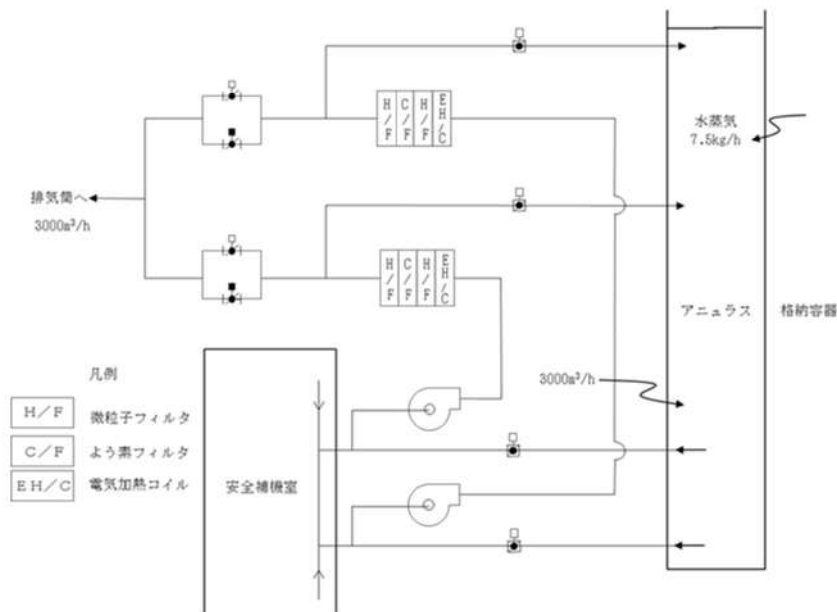 H/F
C/F
H/F
EH/C
水蒸気
7.5kg/h
排気筒へ
3000m³/h
H/F
C/F
H/F
EH/C
アニュラス
格納容器
3000m³/h
凡例
H/F
微粒子フィルタ
C/F
よう素フィルタ
EH/C
電気加熱コイル
安全補機室